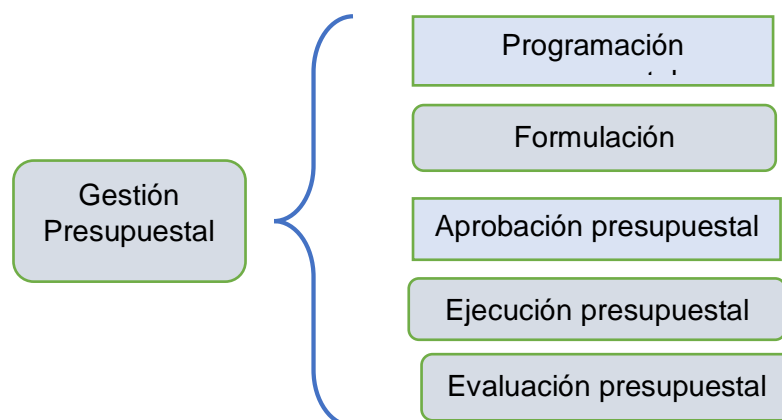 Programación
Formulación
Gestión
Presupuestal
Aprobación presupuestal
Ejecución presupuestal
Evaluación presupuestal